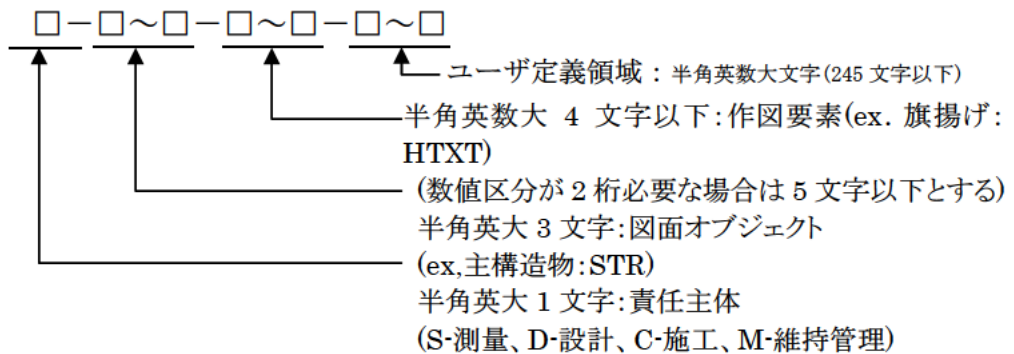 □－□～□－□～□－□～□
ユーザ定義領域：半角英数大文字(245 文字以下)
半角英数大 4 文字以下:作図要素(ex. 旗揚げ:
HTXT)
(数値区分が 2 桁必要な場合は 5 文字以下とする)
半角英大 3 文字:図面オブジェクト
(ex,主構造物:STR)
半角英大 1 文字:責任主体
(S-測量、D-設計、C-施工、M-維持管理)